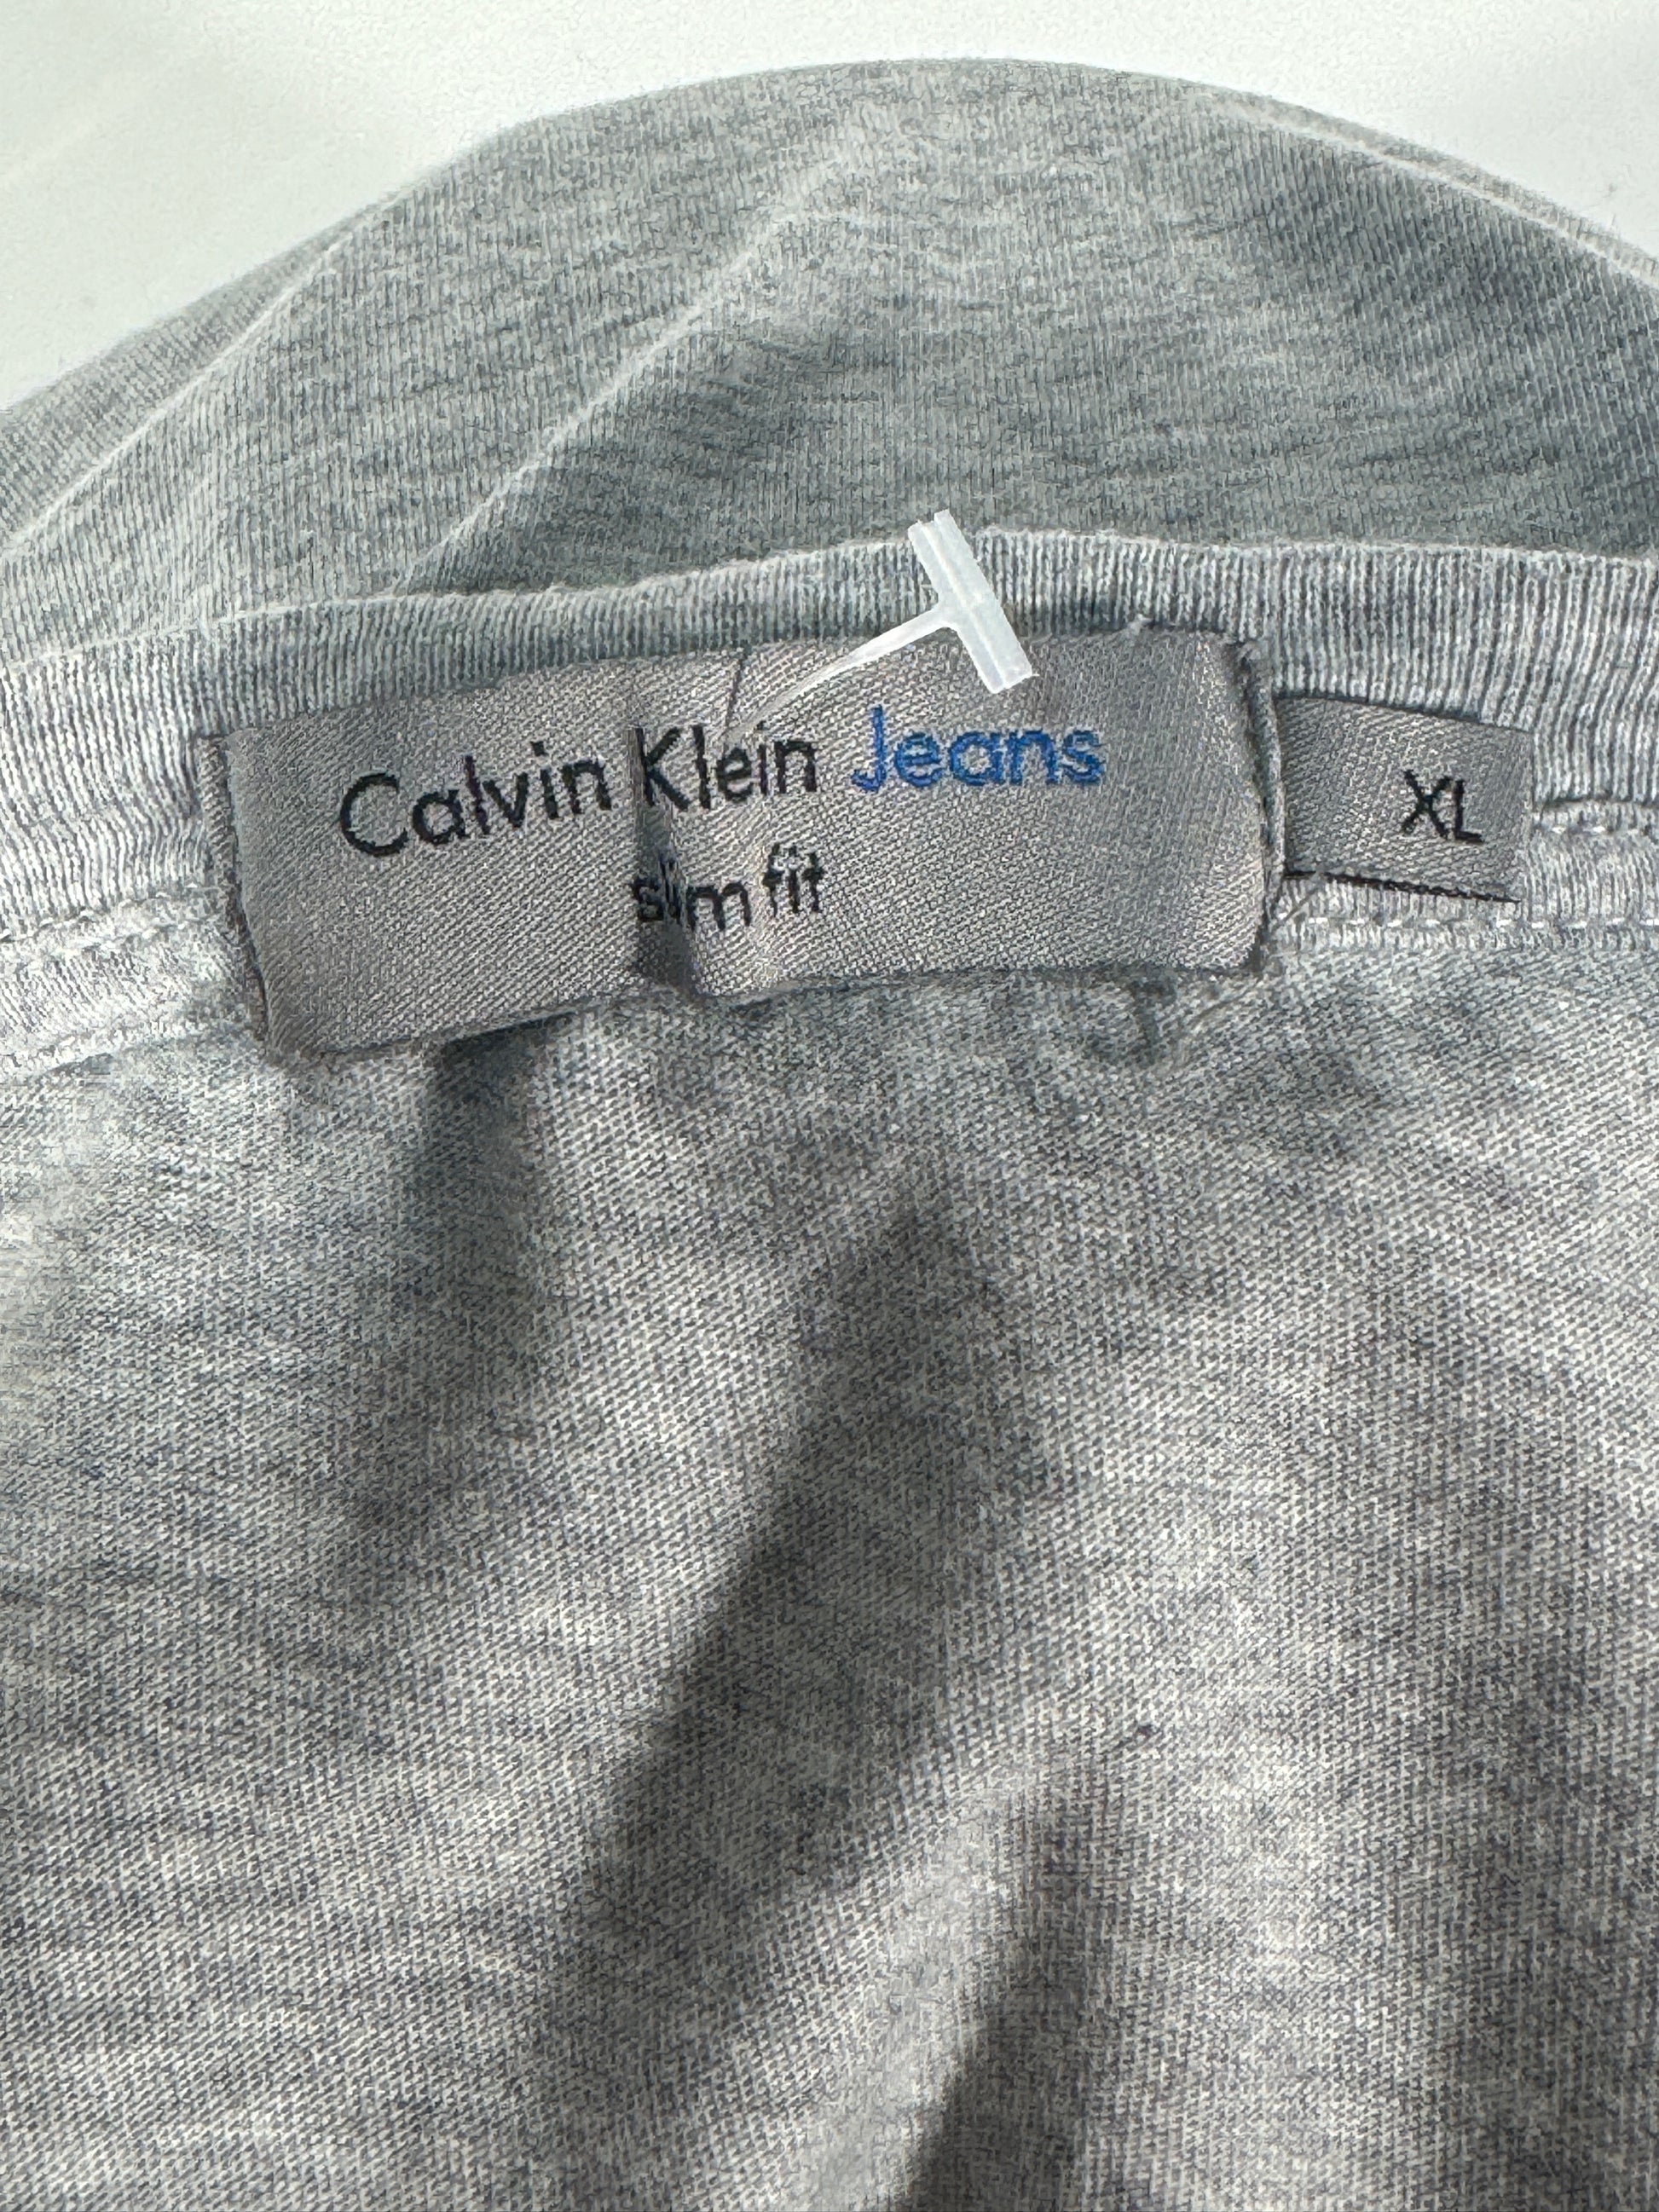 Calvin Klein Jeans
slim fit
XL